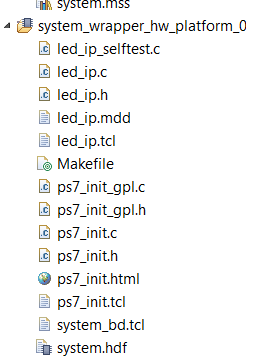 system.mss
system_wrapper_hw_platform_0
led_ip_selftest.c
led_ip.c
led_ip.h
led_ip.mdd
led_ip.tcl
Makefile
ps7_init_gpl.c
ps7_init_gpl.h
ps7_init.c
ps7_init.h
ps7_init.html
ps7_init.tcl
system_bd.tcl
system.hdf